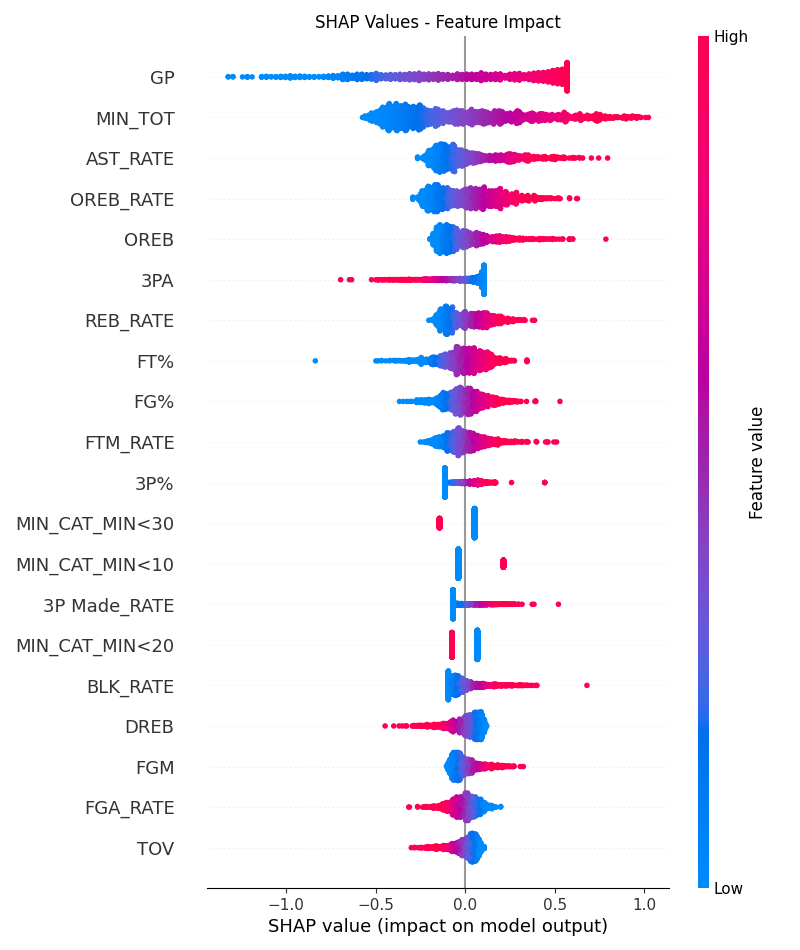 SHAP Values - Feature Impact
High
GP
MIN_TOT
AST_RATE
OREB_RATE
OREB
3PA
REB_RATE
FT%
FG%
FTM_RATE
3P%
MIN_CAT_MIN<30
MIN_CAT_MIN<10
3P Made_RATE
MIN_CAT_MIN<20
BLK_RATE
DREB
FGM
FGA_RATE
TOV
Feature value
Low
−1.0 −0.5 0.0 0.5 1.0
SHAP value (impact on model output)